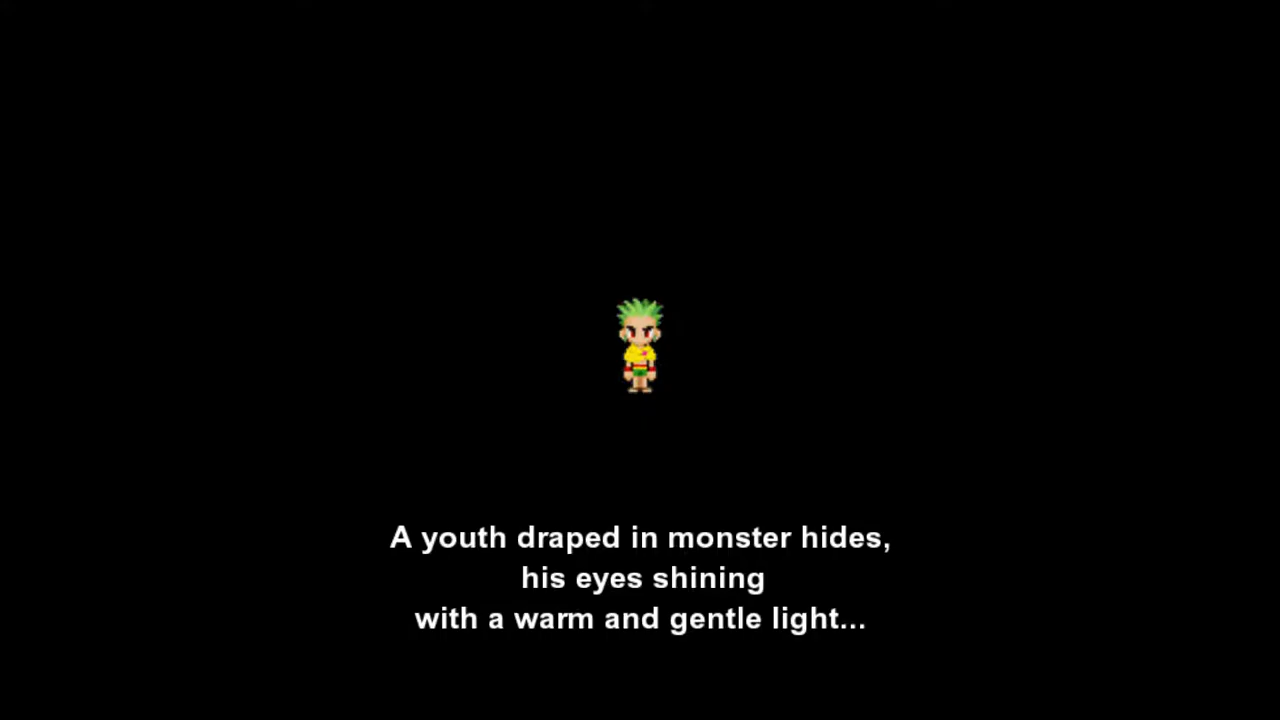 A youth draped in monster hides,
his eyes shining
with a warm and gentle light...